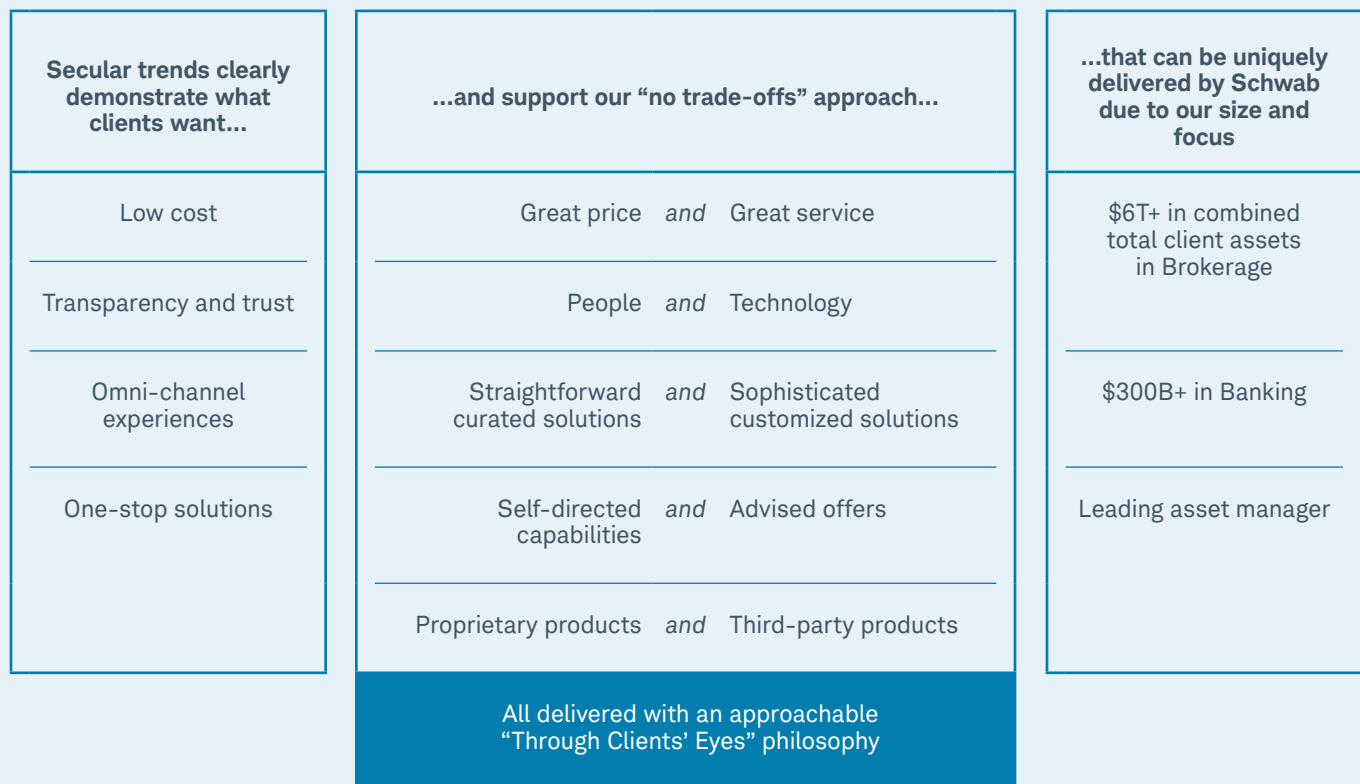 Secular trends clearly
demonstrate what
clients want...
Low cost
Transparency and trust
Omni-channel
experiences
One-stop solutions
...and support our “no trade-offs” approach...
Great price and Great service
People and Technology
Straightforward and Sophisticated
curated solutions customized solutions
Self-directed and Advised offers
capabilities
Proprietary products and Third-party products
All delivered with an approachable
“Through Clients’ Eyes” philosophy
...that can be uniquely
delivered by Schwab
due to our size and
focus
$6T+ in combined
total client assets
in Brokerage
$300B+ in Banking
Leading asset manager